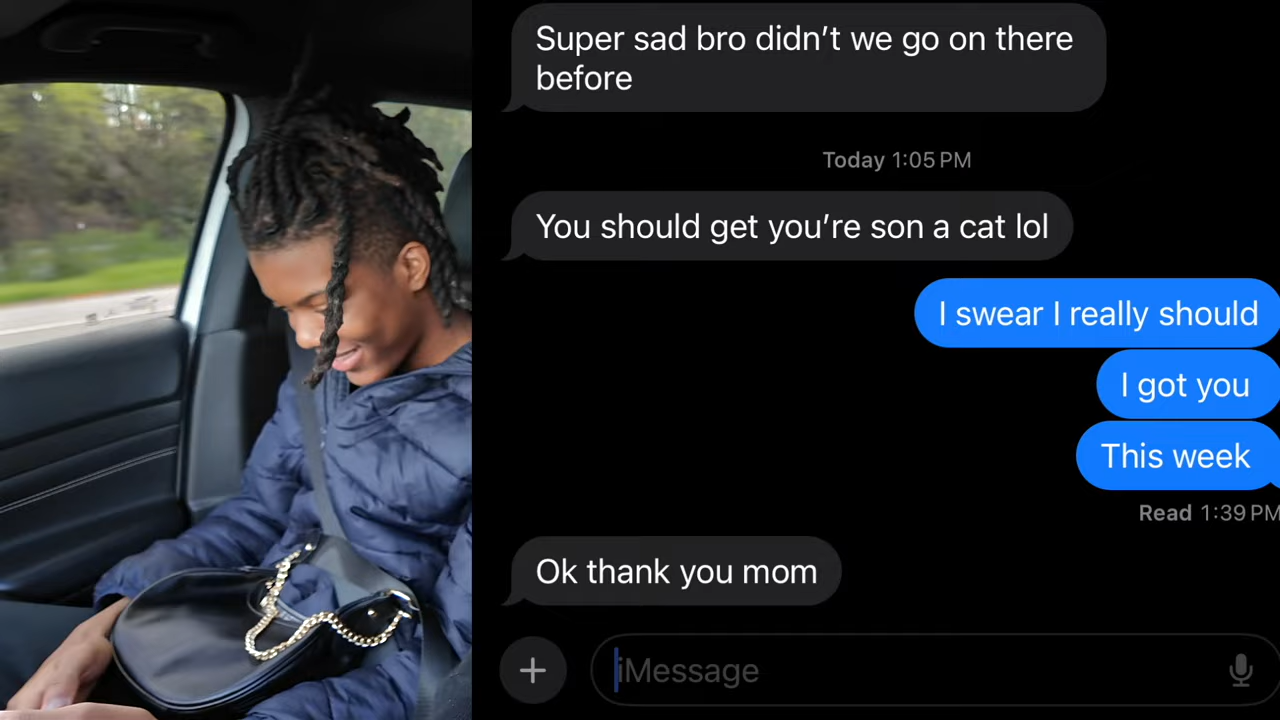 Super sad bro didn’t we go on there
before
Today 1:05 PM
You should get you’re son a cat lol
I swear I really should
I got you
This week
Read 1:39 PM
Ok thank you mom
iMessage